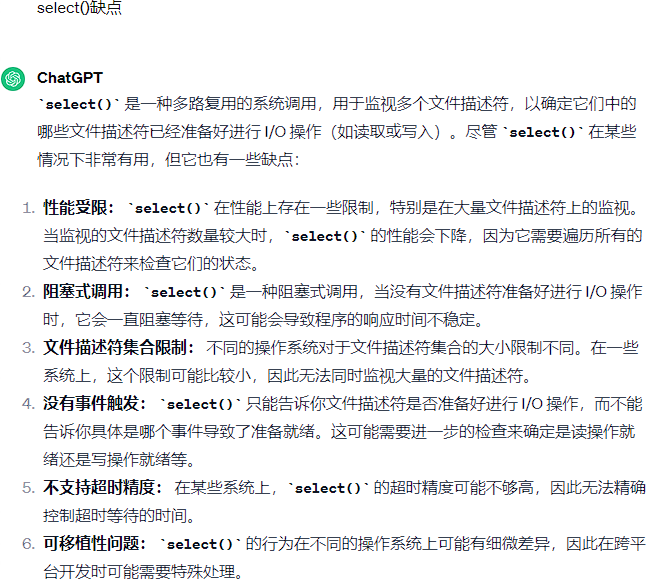 select()缺点
ChatGPT
`select()` 是一种多路复用的系统调用，用于监视多个文件描述符，以确定它们中的
哪些文件描述符已经准备好进行 I/O 操作（如读取或写入）。尽管 `select()` 在某些
情况下非常有用，但它也有一些缺点：
1. 性能受限： `select()` 在性能上存在一些限制，特别是在大量文件描述符上的监视。
当监视的文件描述符数量较大时，`select()` 的性能会下降，因为它需要遍历所有的
文件描述符来检查它们的状态。
2. 阻塞式调用： `select()` 是一种阻塞式调用，当没有文件描述符准备好进行 I/O 操作
时，它会一直阻塞等待，这可能会导致程序的响应时间不稳定。
3. 文件描述符集合限制： 不同的操作系统对于文件描述符集合的大小限制不同。在一些
系统上，这个限制可能比较小，因此无法同时监视大量的文件描述符。
4. 没有事件触发： `select()` 只能告诉你文件描述符是否准备好进行 I/O 操作，而不能
告诉你具体是哪个事件导致了准备就绪。这可能需要进一步的检查来确定是读操作就
绪还是写操作就绪等。
5. 不支持超时精度： 在某些系统上，`select()` 的超时精度可能不够高，因此无法精确
控制超时等待的时间。
6. 可移植性问题： `select()` 的行为在不同的操作系统上可能有细微差异，因此在跨平
台开发时可能需要特殊处理。